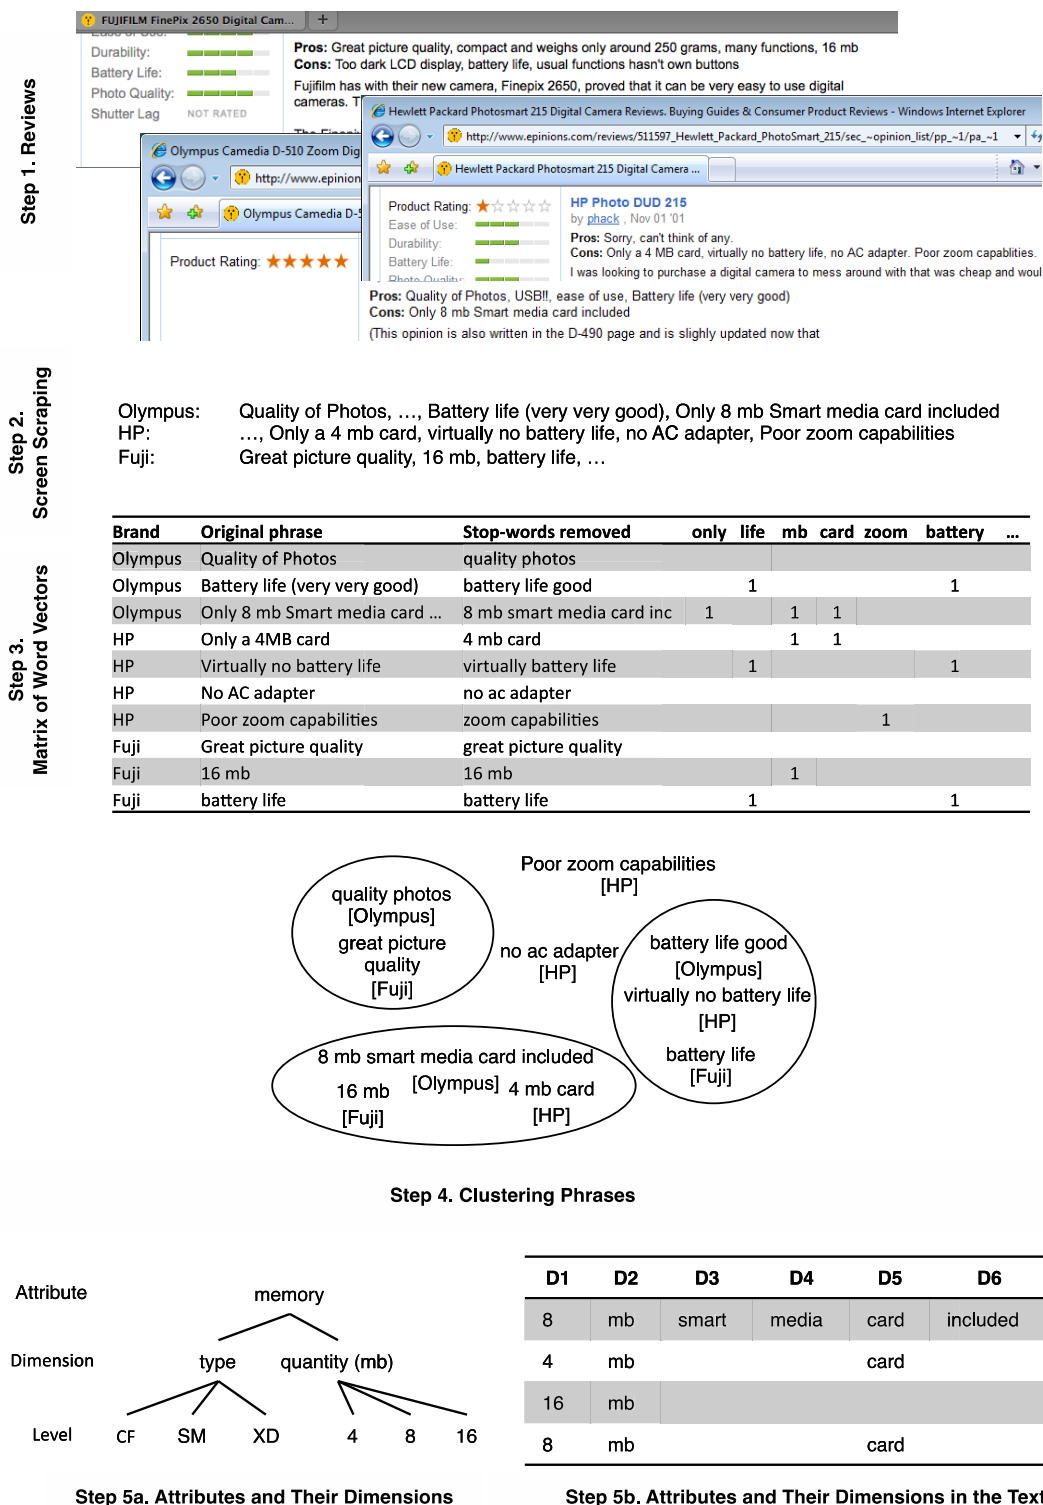 FUJIFILM FinePix 2650 Digital Cam...
Durability:
Battery Life:
Photo Quality:
Shutter Lag NOT RATED
Pros: Great picture quality, compact and weighs only around 250 grams, many functions, 16 mb
Cons: Too dark LCD display, battery life, usual functions hasn't own buttons
Fujifilm has with their new camera, Finepix 2650, proved that it can be very easy to use digital
cameras. T
Hewlett Packard Photosmart 215 Digital Camera Reviews. Buying Guides & Consumer Product Reviews - Windows Internet Explorer
http://www.epinions.com/reviews/511597_Hewlett_Packard_PhotoSmart_215/sec_~opinion_list/pp_~1/pa_~1
Hewlett Packard Photosmart 215 Digital Camera ...
Olympus Camedia D-510 Zoom Dig
http://www.epinion
Olympus Camedia D-5
Product Rating:
Product Rating:
Ease of Use:
Durability:
Battery Life:
Photo Quality:
HP Photo DUD 215
by phack , Nov 01 '01
Pros: Sorry, can't think of any.
Cons: Only a 4 MB card, virtually no battery life, no AC adapter. Poor zoom capablities.
I was looking to purchase a digital camera to mess around with that was cheap and woul
Pros: Quality of Photos, USB!!, ease of use, Battery life (very very good)
Cons: Only 8 mb Smart media card included
(This opinion is also written in the D-490 page and is slighly updated now that
Step 1. Reviews
Step 2.
Screen Scraping
Olympus: Quality of Photos, ..., Battery life (very very good), Only 8 mb Smart media card included
HP: ..., Only a 4 mb card, virtually no battery life, no AC adapter, Poor zoom capabilities
Fuji: Great picture quality, 16 mb, battery life, ...
Step 3.
Matrix of Word Vectors
Brand Original phrase Stop-words removed only life mb card zoom battery ...
Olympus Quality of Photos quality photos
Olympus Battery life (very very good) battery life good 1 1
Olympus Only 8 mb Smart media card ... 8 mb smart media card inc 1 1 1
HP Only a 4MB card 4 mb card 1 1
HP Virtually no battery life virtually battery life 1 1
HP No AC adapter no ac adapter
HP Poor zoom capabilities zoom capabilities 1
Fuji Great picture quality great picture quality
Fuji 16 mb 16 mb 1
Fuji battery life battery life 1 1
quality photos
[Olympus]
great picture
quality
[Fuji]
Poor zoom capabilities
[HP]
no ac adapter
[HP]
battery life good
[Olympus]
virtually no battery life
[HP]
battery life
[Fuji]
8 mb smart media card included
[Olympus]
16 mb
[Fuji]
4 mb card
[HP]
Step 4. Clustering Phrases
Attribute memory
Dimension type quantity (mb)
Level CF SM XD 4 8 16
Step 5a. Attributes and Their Dimensions
D1 D2 D3 D4 D5 D6
8 mb smart media card included
4 mb card
16 mb
8 mb card
Step 5b. Attributes and Their Dimensions in the Text